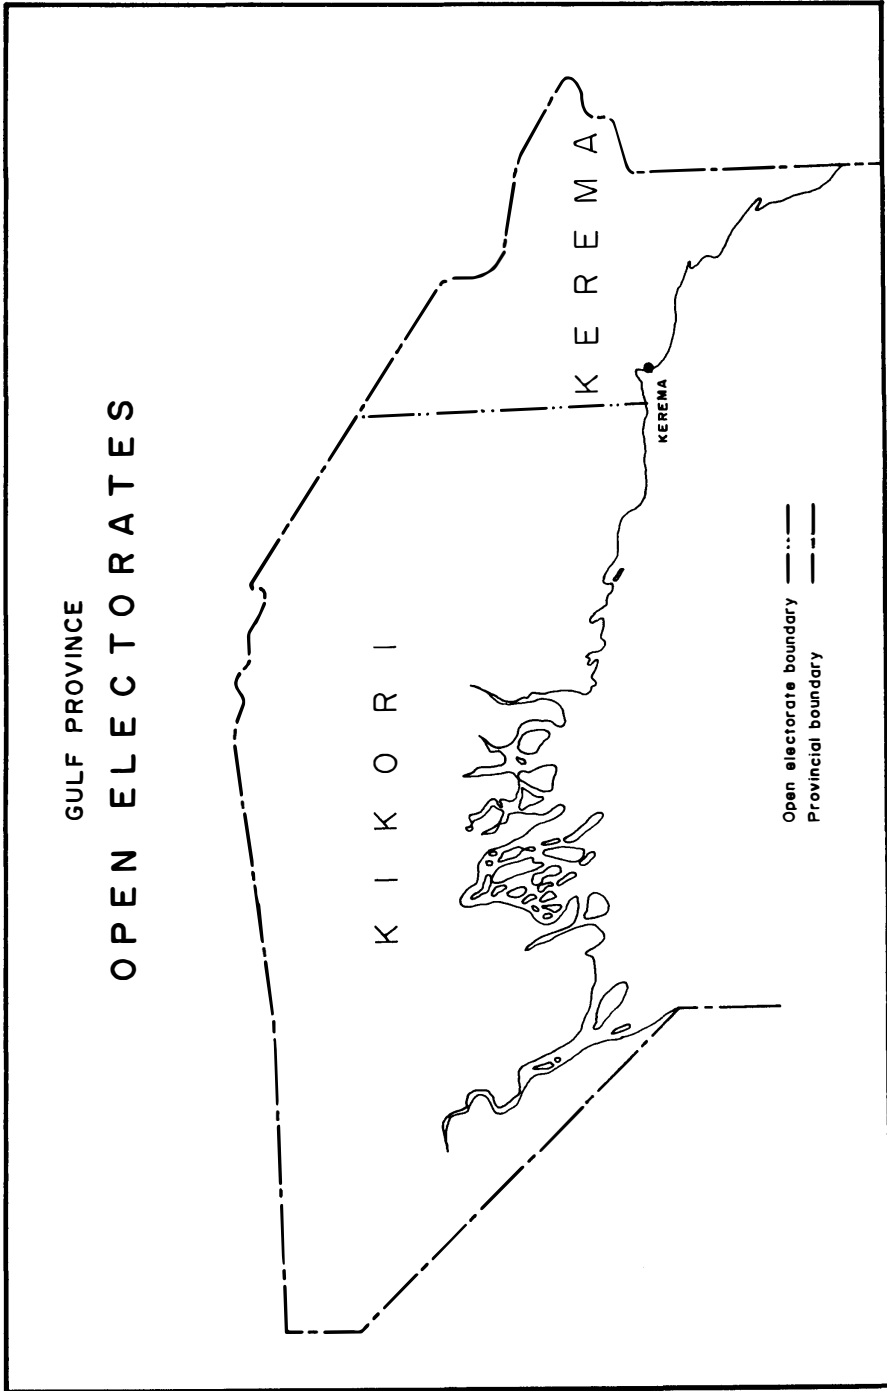 GULF PROVINCE
OPEN ELECTORATES
KIKORI
KEREMA
KEREMA
Open electorate boundary
Provincial boundary